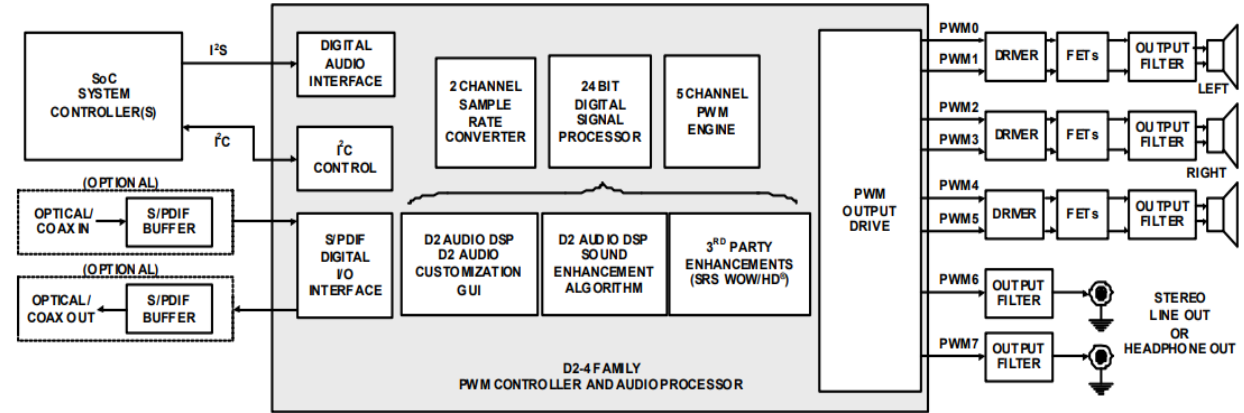 SoC
SYSTEM
CONTROLLER(S)
I²S
I²C
(OPTIONAL)
OPTICAL/
COAX IN
S/PDIF
BUFFER
(OPTIONAL)
OPTICAL/
COAX OUT
S/PDIF
BUFFER
DIGITAL
AUDIO
INTERFACE
I²C
CONTROL
S/PDIF
DIGITAL
I/O
INTERFACE
2 CHANNEL
SAMPLE
RATE
CONVERTER
24 BIT
DIGITAL
SIGNAL
PROCESSOR
5 CHANNEL
PWM
ENGINE
D2 AUDIO DSP
D2 AUDIO
CUSTOMIZATION
GUI
D2 AUDIO DSP
SOUND
ENHANCEMENT
ALGORITHM
3RD PARTY
ENHANCEMENTS
(SRS WOW/HD®)
D2-4 FAMILY
PWM CONTROLLER AND AUDIO PROCESSOR
PWM
OUTPUT
DRIVE
PWM0
PWM1
DRIVER
FETs
OUTPUT
FILTER
LEFT
PWM2
PWM3
DRIVER
FETs
OUTPUT
FILTER
RIGHT
PWM4
PWM5
DRIVER
FETs
OUTPUT
FILTER
PWM6
OUTPUT
FILTER
PWM7
OUTPUT
FILTER
STEREO
LINE OUT
OR
HEADPHONE OUT